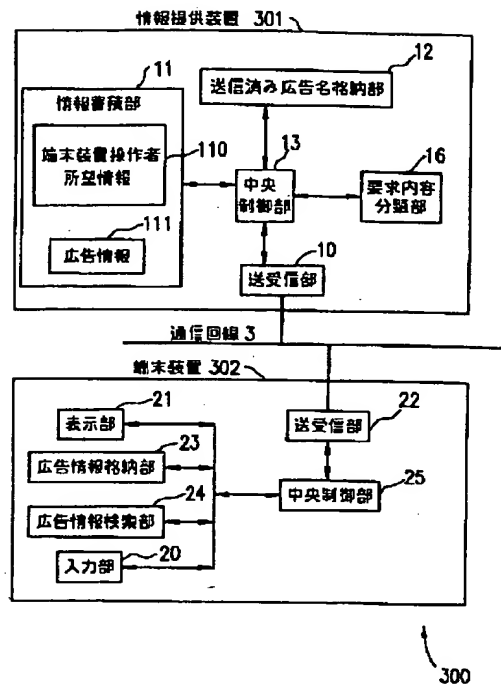 情報提供装置 301
11
情報蓄積部
端末装置操作者
所望情報
110
111
広告情報
12
送信済み広告名格納部
13
中央
制御部
16
要求内容
分類部
10
送受信部
通信回線 3
端末装置 302
21
表示部
23
広告情報格納部
24
広告情報検索部
20
入力部
22
送受信部
25
中央制御部
300